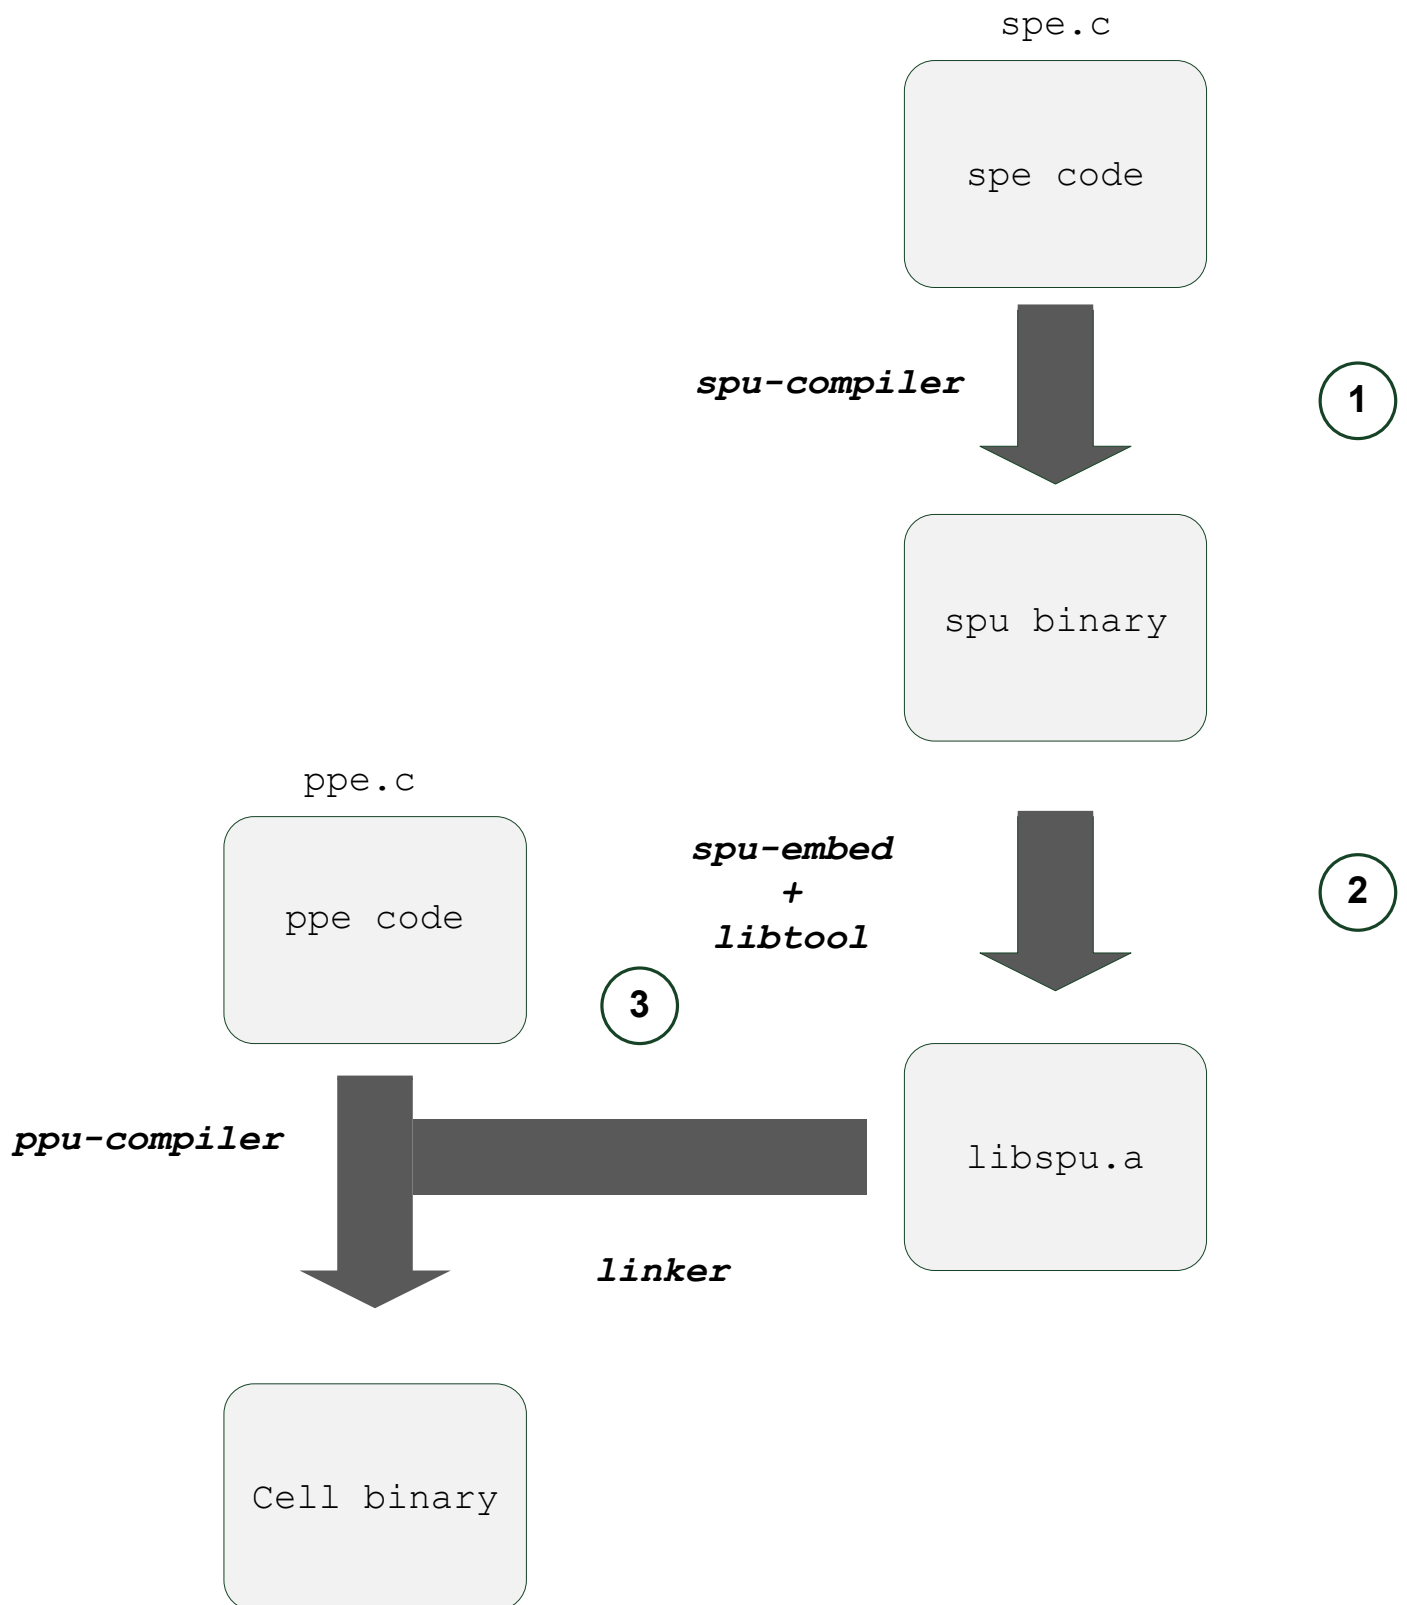 spe.c
spe code
spu-compiler
1
spu binary
ppe.c
ppe code
spu-embed
+
libtool
2
3
ppu-compiler
libspu.a
linker
Cell binary